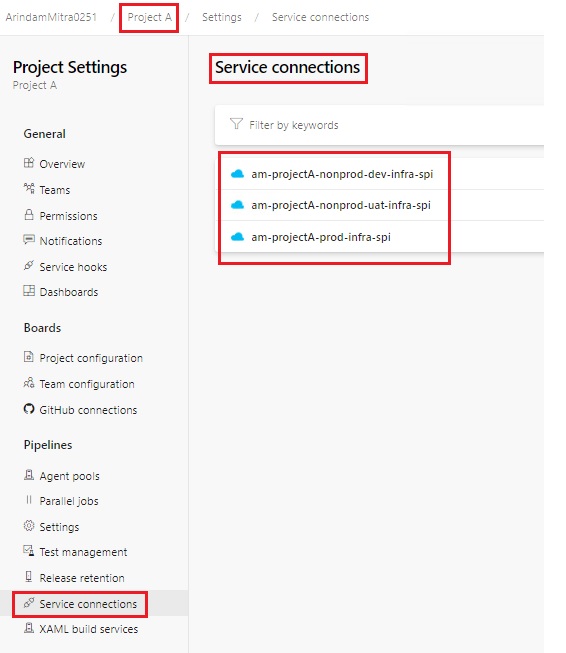 ArindamMitra0251 / Project A / Settings / Service connections
Project Settings
Project A
General
Overview
Teams
Permissions
Notifications
Service hooks
Dashboards
Boards
Project configuration
Team configuration
GitHub connections
Pipelines
Agent pools
Parallel jobs
Settings
Test management
Release retention
Service connections
XAML build services
Service connections
Filter by keywords
am-projectA-nonprod-dev-infra-spi
am-projectA-nonprod-uat-infra-spi
am-projectA-prod-infra-spi